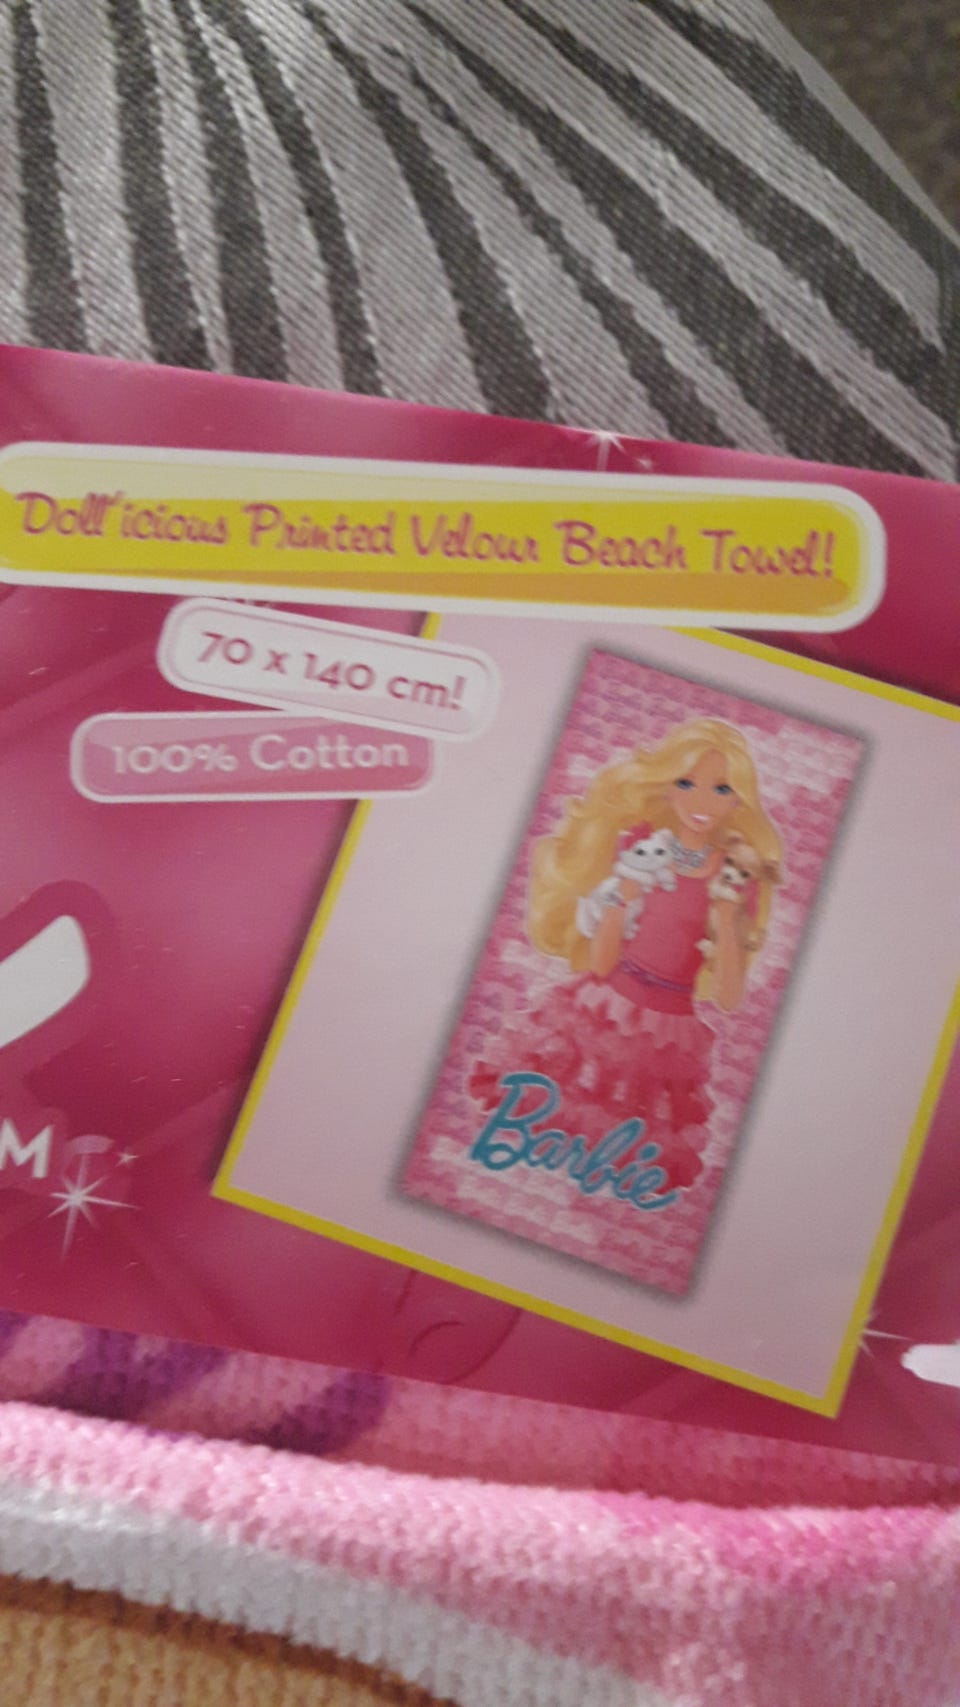 Doll'icious Printed Velour Beach Towel!
70 x 140 cm!
100% Cotton
Barbie
M